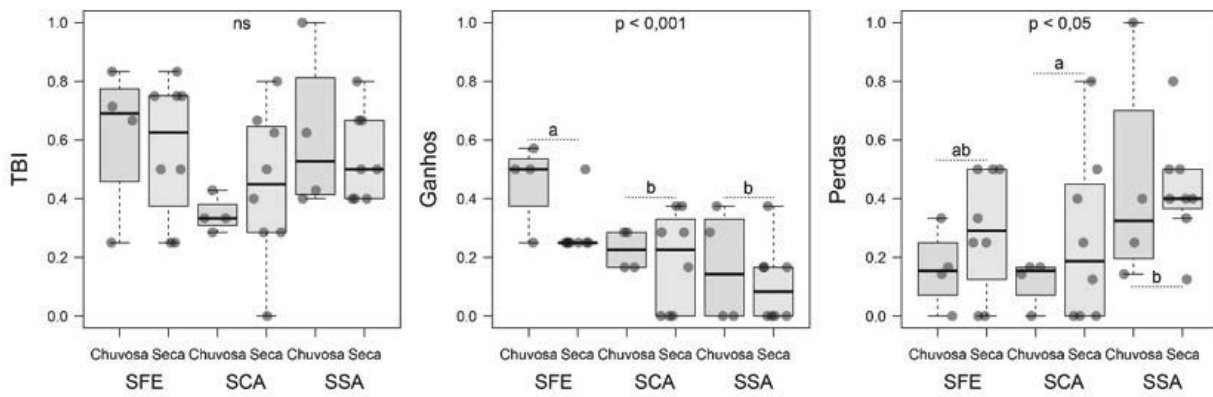 ns
TBI
1.0
0.8
0.6
0.4
0.2
0.0
Chuvosa Seca Chuvosa Seca Chuvosa Seca
SFE SCA SSA
p < 0,001
Ganhos
1.0
0.8
0.6
0.4
0.2
0.0
a
b
b
Chuvosa Seca Chuvosa Seca Chuvosa Seca
SFE SCA SSA
p < 0,05
Perdas
1.0
0.8
0.6
0.4
0.2
0.0
ab
a
b
Chuvosa Seca Chuvosa Seca Chuvosa Seca
SFE SCA SSA